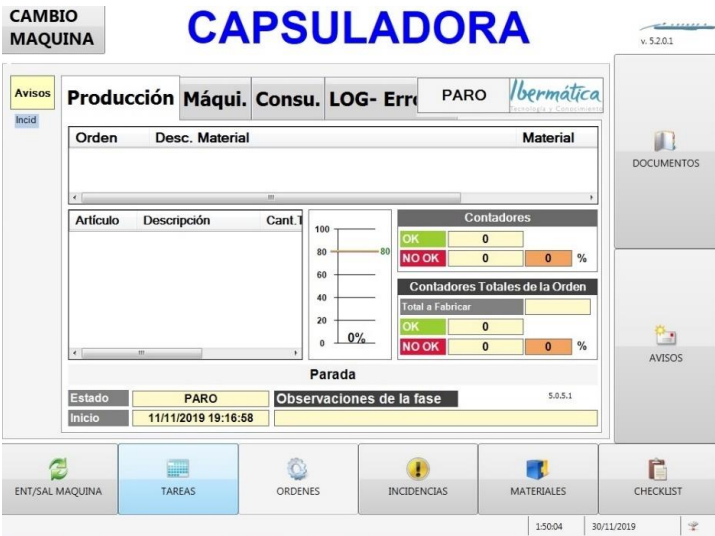 CAMBIO
MAQUINA
CAPSULADORA
v. 5.2.0.1
Avisos
Incid
Producción Máqui. Consu. LOG- Erro
PARO
Ibermática
Tecnología y Conocimiento
Orden Desc. Material Material
DOCUMENTOS
Artículo Descripción Cant.T
100
80
60
40
20
0
80
0%
Contadores
OK 0
NO OK 0 0 %
Contadores Totales de la Orden
Total a Fabricar
OK 0
NO OK 0 0 %
AVISOS
Parada
Estado PARO Observaciones de la fase 5.0.5.1
Inicio 11/11/2019 19:16:58
ENT/SAL MAQUINA TAREAS ORDENES INCIDENCIAS MATERIALES CHECKLIST
1:50:04 30/11/2019